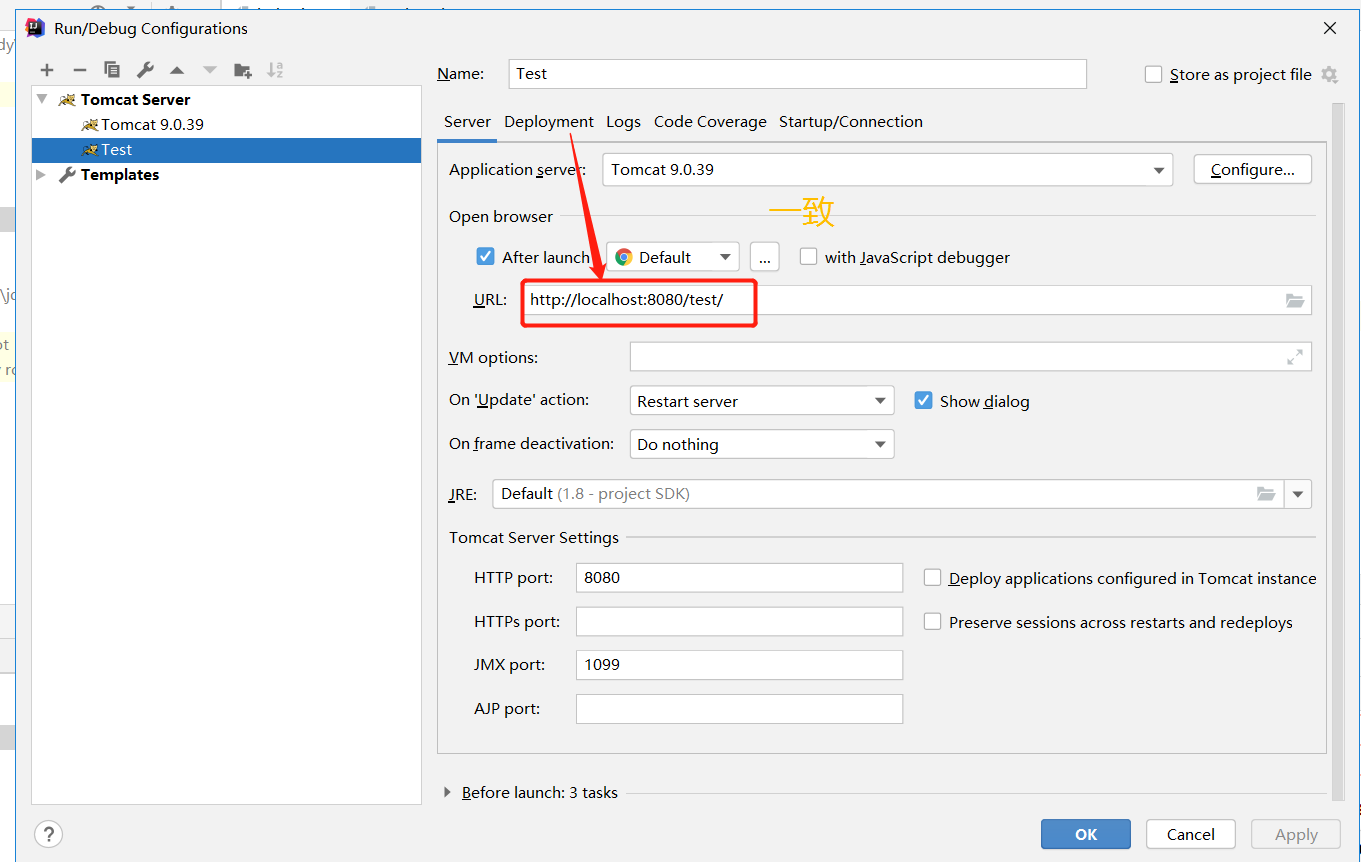 Run/Debug Configurations
Name: Test Store as project file
Tomcat Server
Tomcat 9.0.39
Test
Templates
Server Deployment Logs Code Coverage Startup/Connection
Application server: Tomcat 9.0.39 Configure...
一致
Open browser
After launch Default ... with JavaScript debugger
URL: http://localhost:8080/test/
VM options:
On 'Update' action: Restart server Show dialog
On frame deactivation: Do nothing
JRE: Default (1.8 - project SDK)
Tomcat Server Settings
HTTP port: 8080 Deploy applications configured in Tomcat instance
HTTPs port: Preserve sessions across restarts and redeploys
JMX port: 1099
AJP port:
Before launch: 3 tasks
? OK Cancel Apply